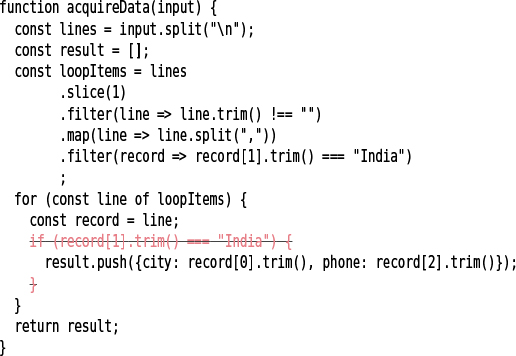 function acquireData(input) {
  const lines = input.split("\n");
  const result = [];
  const loopItems = lines
        .slice(1)
        .filter(line => line.trim() !== "")
        .map(line => line.split(","))
        .filter(record => record[1].trim() === "India")
        ;
  for (const line of loopItems) {
    const record = line;
    if (record[1].trim() === "India") {
      result.push({city: record[0].trim(), phone: record[2].trim()});
    }
  }
  return result;
}